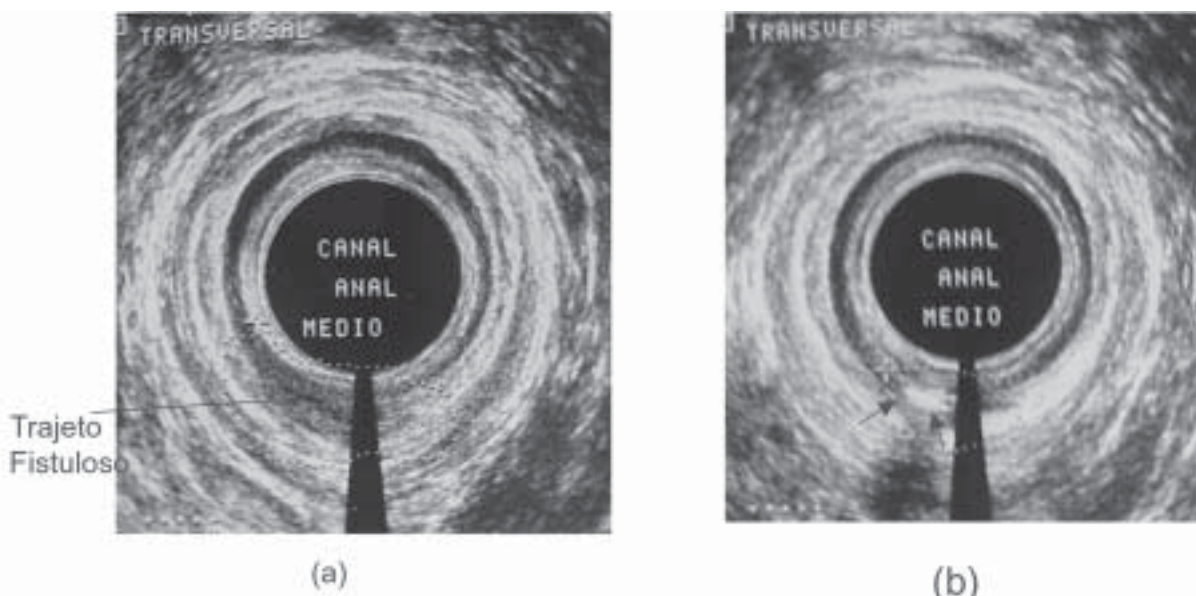 TRANSVERSAL
CANAL
ANAL
MEDIO
Trajeto
Fistuloso
(a)
TRANSVERSAL
CANAL
ANAL
MEDIO
(b)